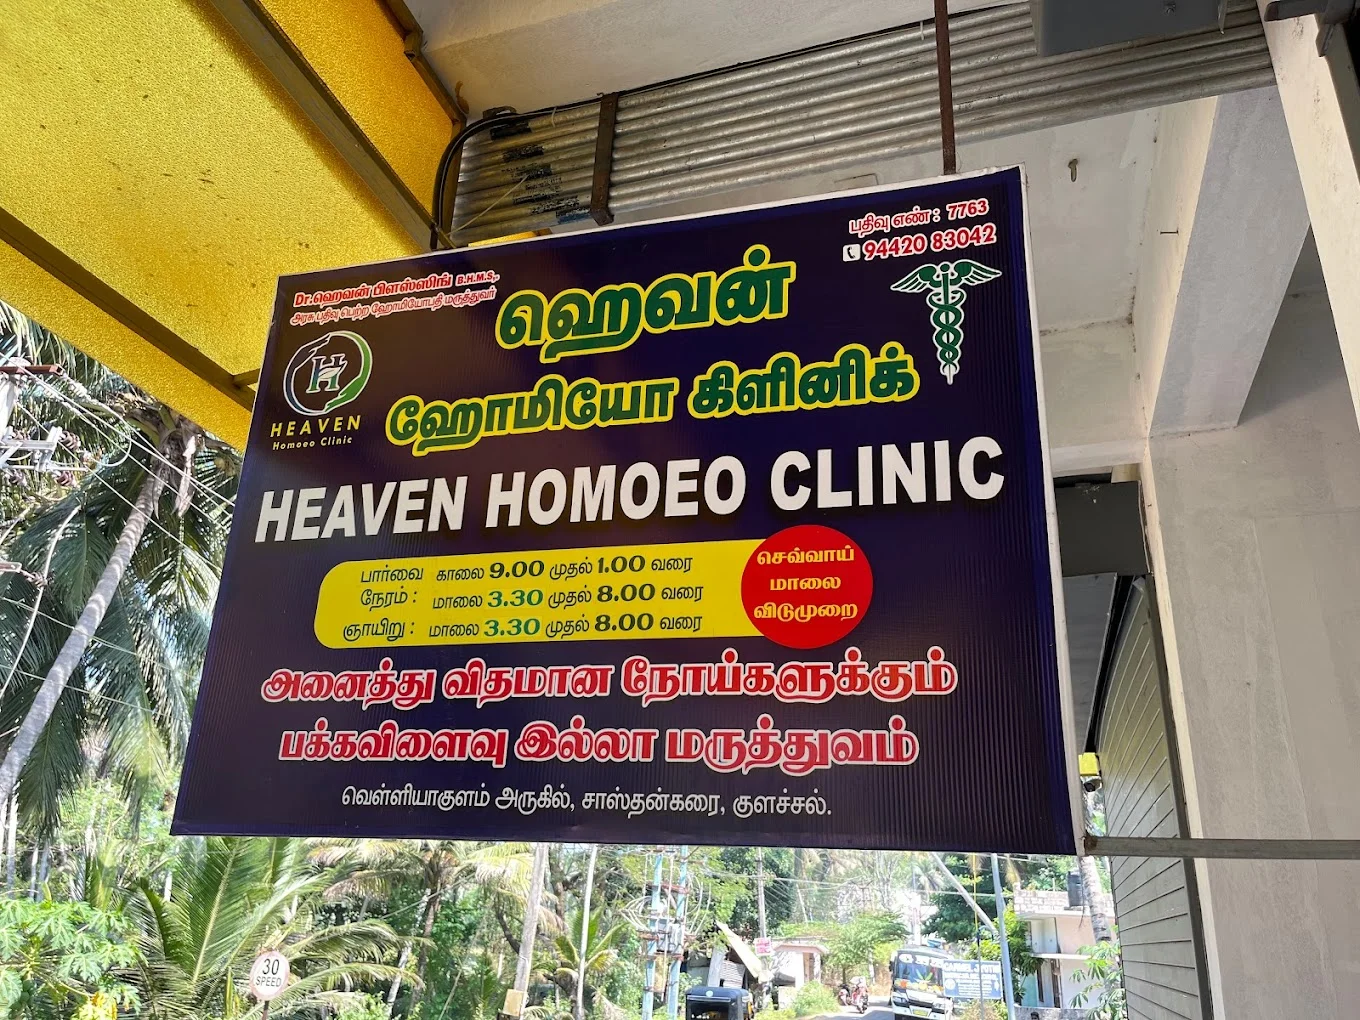 Dr.ஹெவன் பிளஸ்ஸிங் B.H.M.S,.
அரசு பதிவு பெற்ற ஹோமியோபதி மருத்துவர்
பதிவு எண் : 7763
94420 83042
H
HEAVEN
Homoeo Clinic
ஹெவன்
ஹோமியோ கிளினிக்
HEAVEN HOMOEO CLINIC
பார்வை காலை 9.00 முதல் 1.00 வரை
நேரம் : மாலை 3.30 முதல் 8.00 வரை
ஞாயிறு : மாலை 3.30 முதல் 8.00 வரை
செவ்வாய்
மாலை
விடுமுறை
அனைத்து விதமான நோய்களுக்கும்
பக்கவிளைவு இல்லா மருத்துவம்
வெள்ளியாகுளம் அருகில், சாஸ்தன்கரை, குளச்சல்.
30
SPEED